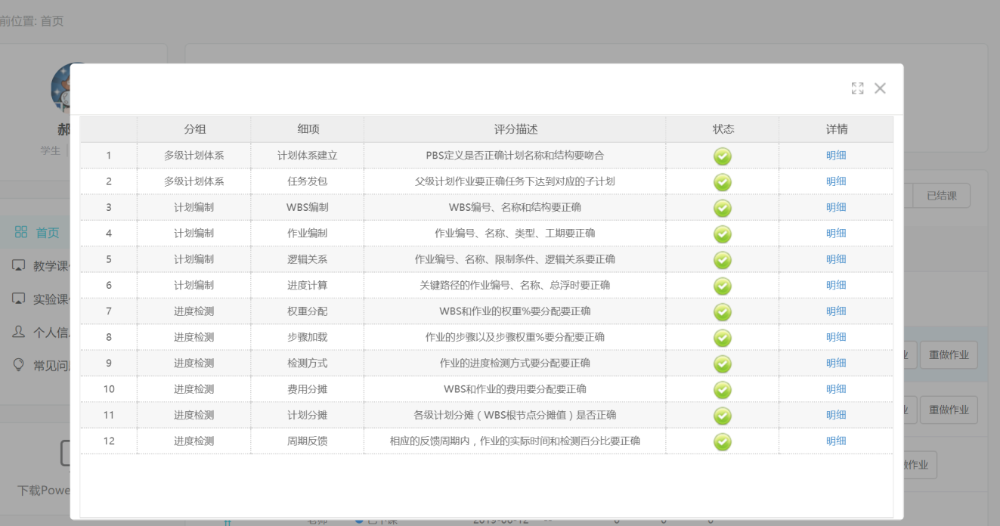 前位置: 首页
郝
学生
已结课
首页
教学课
实验课
个人信
常见问
重做作业
重做作业
做作业
下载Powe
分组 细项 评分描述 状态 详情
1 多级计划体系 计划体系建立 PBS定义是否正确计划名称和结构要吻合 明细
2 多级计划体系 任务发包 父级计划作业要正确任务下达到对应的子计划 明细
3 计划编制 WBS编制 WBS编号、名称和结构要正确 明细
4 计划编制 作业编制 作业编号、名称、类型、工期要正确 明细
5 计划编制 逻辑关系 作业编号、名称、限制条件、逻辑关系要正确 明细
6 计划编制 进度计算 关键路径的作业编号、名称、总浮时要正确 明细
7 进度检测 权重分配 WBS和作业的权重%要分配要正确 明细
8 进度检测 步骤加载 作业的步骤以及步骤权重%要分配要正确 明细
9 进度检测 检测方式 作业的进度检测方式要分配要正确 明细
10 进度检测 费用分摊 WBS和作业的费用要分配要正确 明细
11 进度检测 计划分摊 各级计划分摊（WBS根节点分摊值）是否正确 明细
12 进度检测 周期反馈 相应的反馈周期内，作业的实际时间和检测百分比要正确 明细